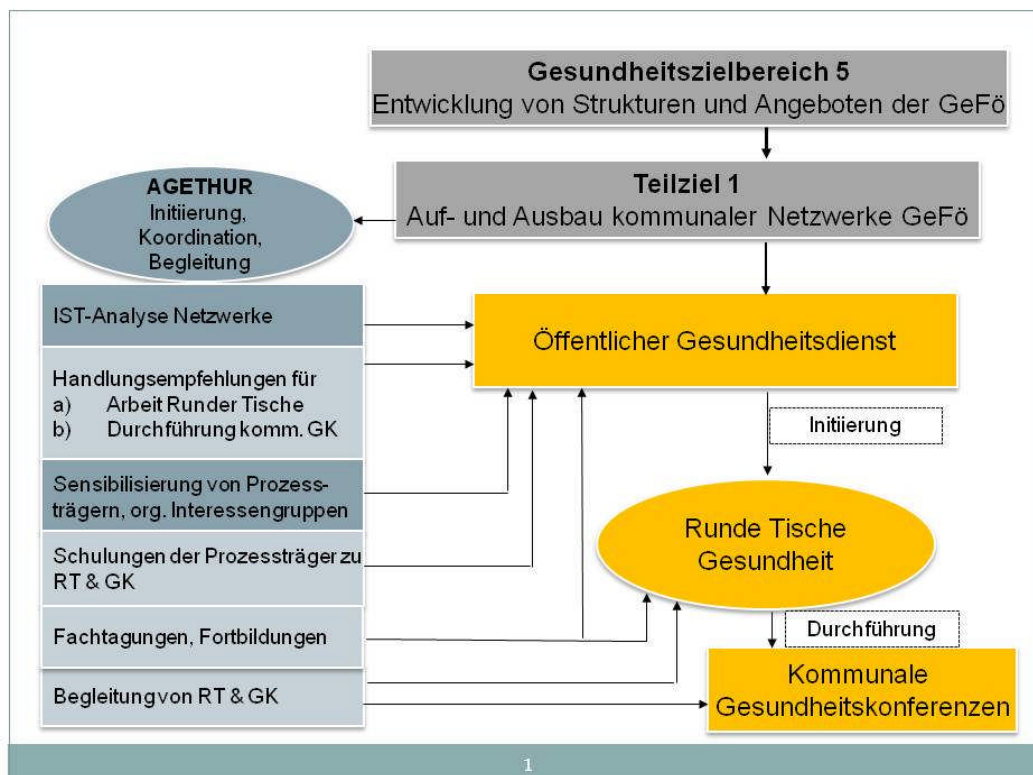 Gesundheitszielbereich 5
Entwicklung von Strukturen und Angeboten der GeFö
Teilziel 1
Auf- und Ausbau kommunaler Netzwerke GeFö
AGETHUR
Initiierung,
Koordination,
Begleitung
IST-Analyse Netzwerke
Handlungsempfehlungen für
a) Arbeit Runder Tische
b) Durchführung komm. GK
Sensibilisierung von Prozess-
trägern, org. Interessengruppen
Schulungen der Prozessträger zu
RT & GK
Fachtagungen, Fortbildungen
Begleitung von RT & GK
Öffentlicher Gesundheitsdienst
Initiierung
Runde Tische
Gesundheit
Durchführung
Kommunale
Gesundheitskonferenzen
1